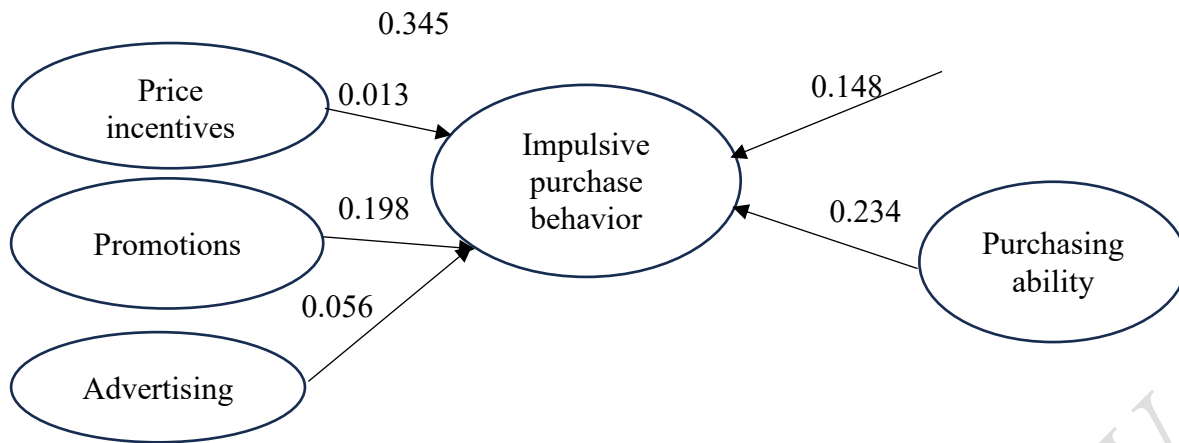 0.345
Price
incentives
0.013
0.148
Impulsive
purchase
behavior
Promotions
0.198
0.234
Purchasing
ability
0.056
Advertising